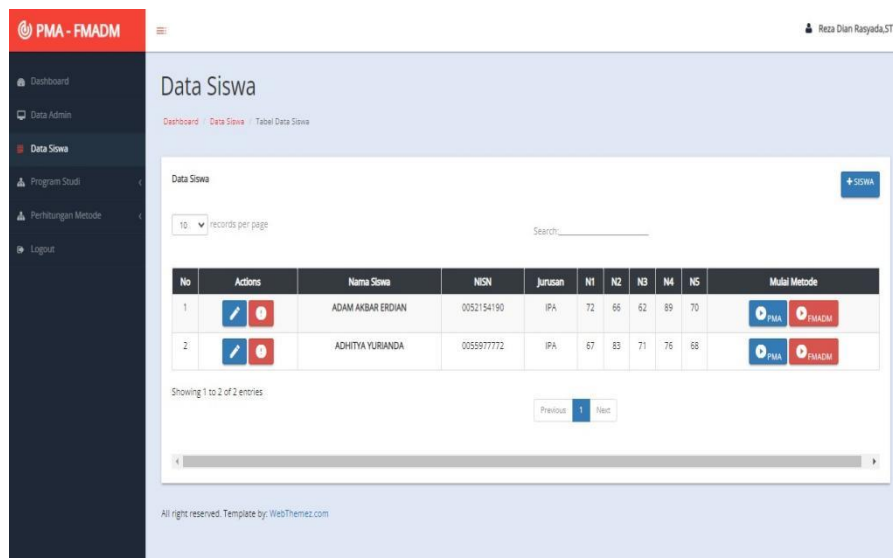 PMA - FMADM
Reza Dian Rasyada,ST
Dashboard
Data Admin
Data Siswa
Program Studi
Perhitungan Metode
Logout
Data Siswa
Dashboard / Data Siswa / Tabel Data Siswa
Data Siswa
+ SISWA
10 records per page
Search:
No Actions Nama Siswa NISN Jurusan N1 N2 N3 N4 N5 Mulai Metode
1 ADAM AKBAR ERDIAN 0052154190 IPA 72 66 62 89 70 PMA FMADM
2 ADHITYA YURIANDA 0055977772 IPA 67 83 71 76 68 PMA FMADM
Showing 1 to 2 of 2 entries
Previous 1 Next
All right reserved. Template by: WebThemez.com